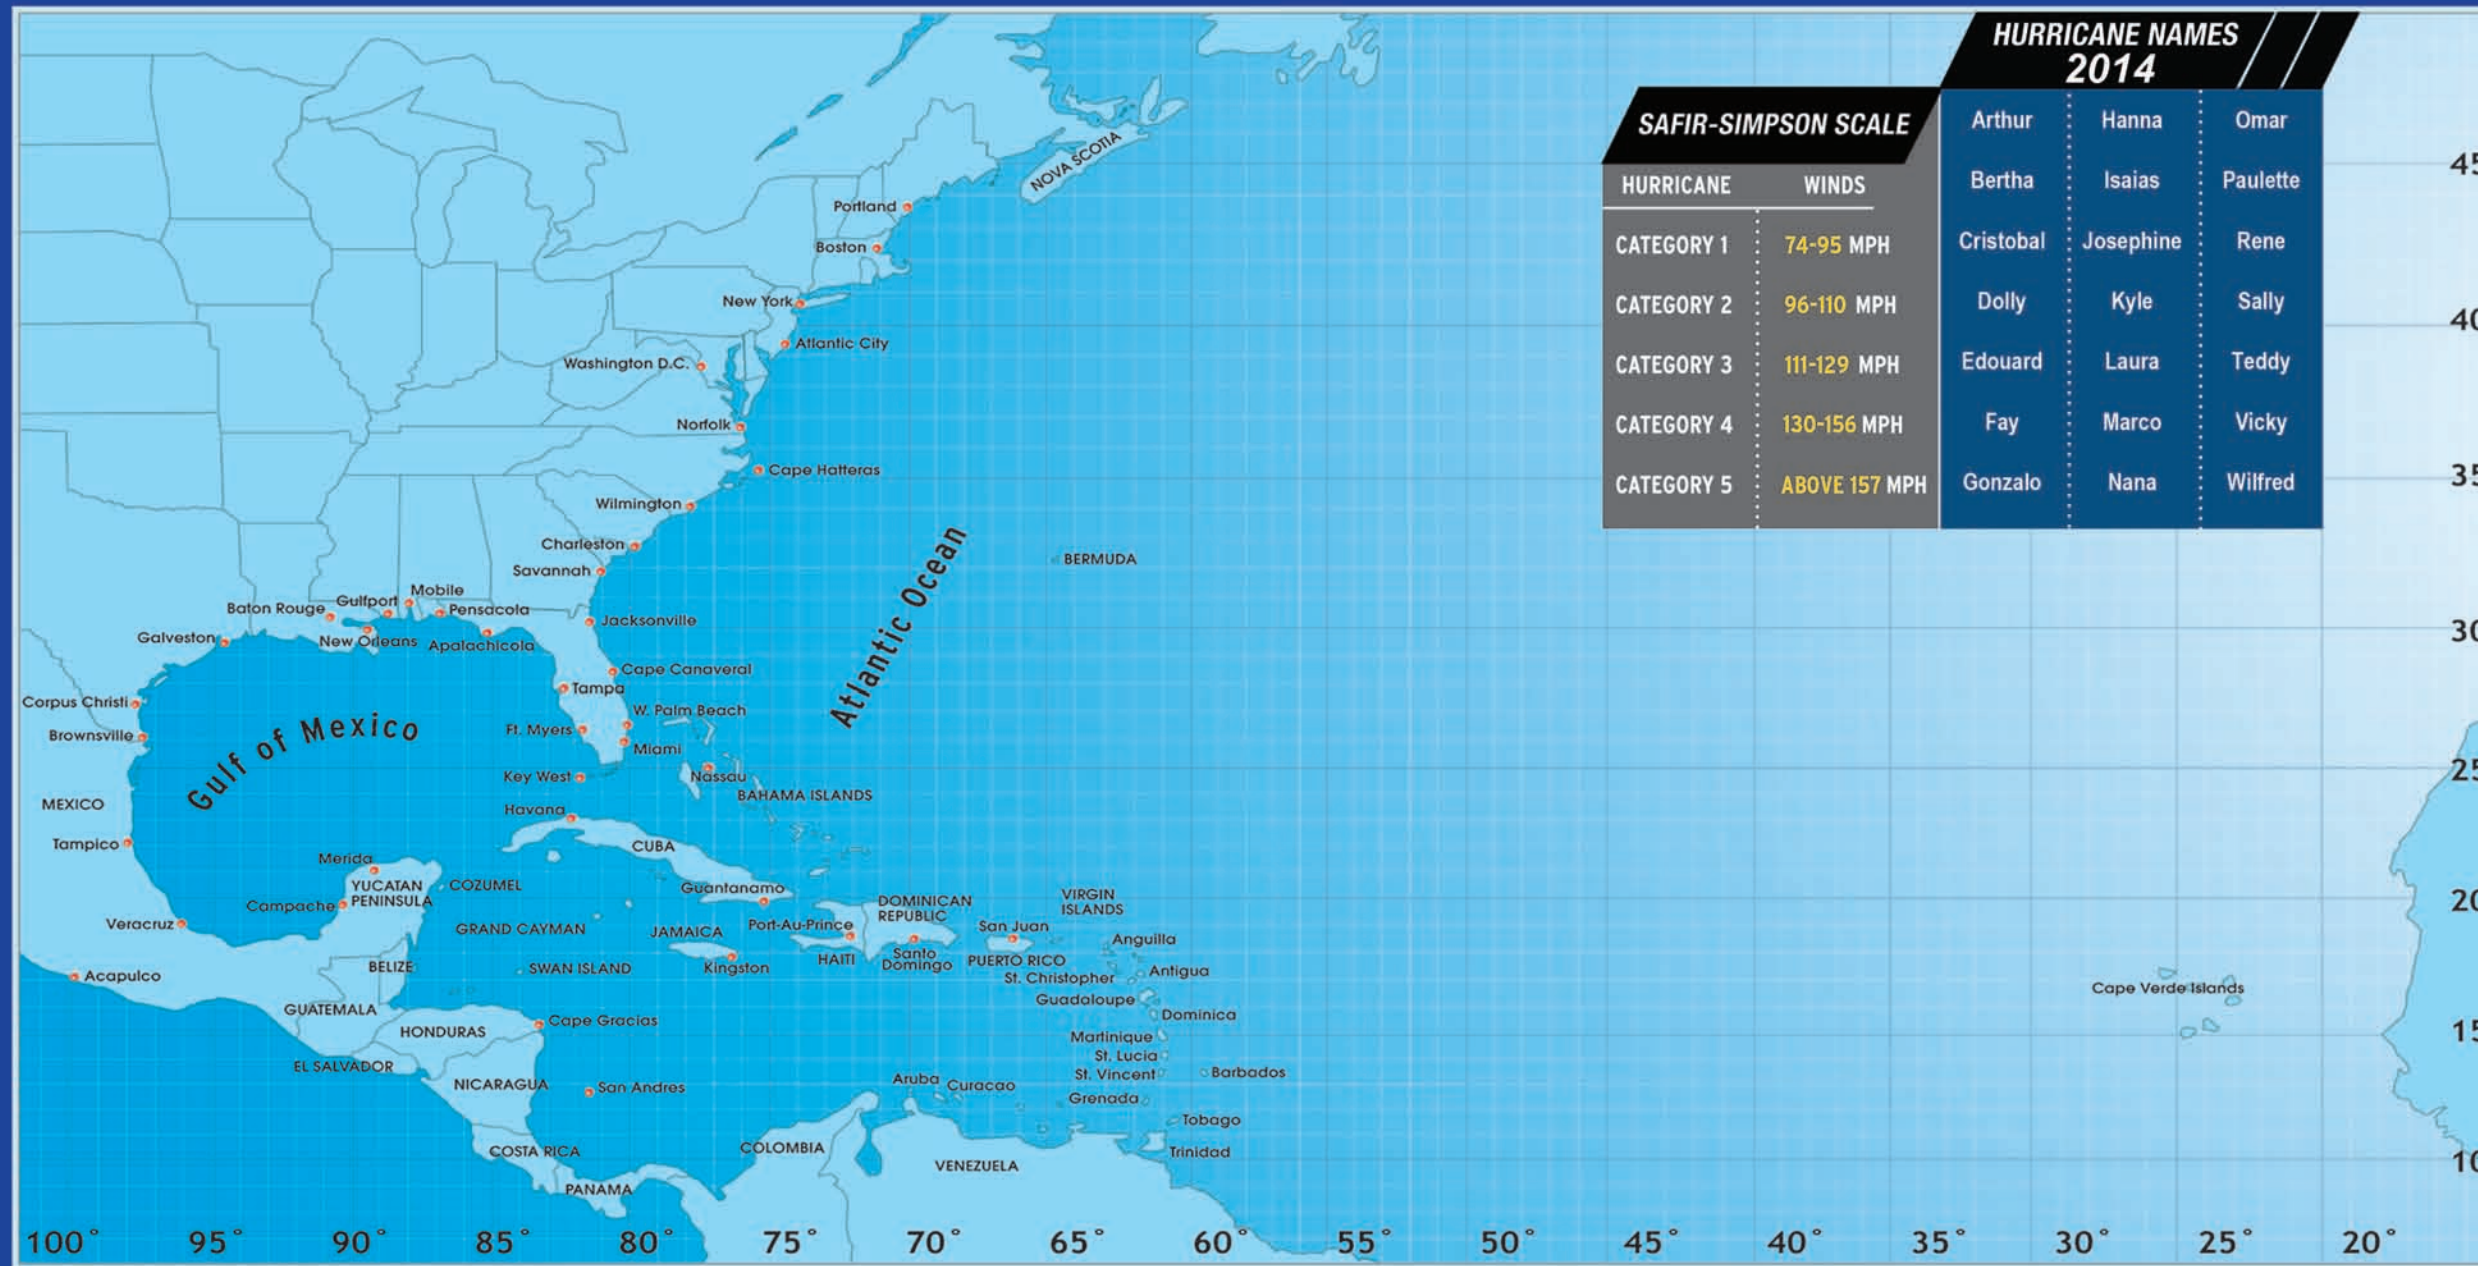 HURRICANE NAMES
2014
SAFIR-SIMPSON SCALE
HURRICANE WINDS
CATEGORY 1 74-95 MPH
CATEGORY 2 96-110 MPH
CATEGORY 3 111-129 MPH
CATEGORY 4 130-156 MPH
CATEGORY 5 ABOVE 157 MPH
Arthur Hanna Omar
Bertha Isaias Paulette
Cristobal Josephine Rene
Dolly Kyle Sally
Edouard Laura Teddy
Fay Marco Vicky
Gonzalo Nana Wilfred
NOVA SCOTIA
Portland
Boston
New York
Atlantic City
Washington D.C.
Norfolk
Cape Hatteras
Wilmington
Charleston
Savannah
BERMUDA
Atlantic Ocean
Mobile
Gulfport
Baton Rouge
Pensacola
Jacksonville
Galveston
New Orleans
Apalachicola
Cape Canaveral
Tampa
Corpus Christi
W. Palm Beach
Ft. Myers
Brownsville
Gulf of Mexico
Miami
Key West
Nassau
BAHAMA ISLANDS
MEXICO
Havana
Tampico
CUBA
Merida
YUCATAN
PENINSULA
COZUMEL
Guantanamo
Campache
DOMINICAN
REPUBLIC
VIRGIN
ISLANDS
Veracruz
GRAND CAYMAN
JAMAICA
Port-Au-Prince
San Juan
Anguilla
HAITI
Santo
Domingo
PUERTO RICO
BELIZE
SWAN ISLAND
Kingston
Acapulco
St. Christopher
Antigua
Cape Verde Islands
Guadaloupe
GUATEMALA
Dominica
Cape Gracias
HONDURAS
Martinique
St. Lucia
EL SALVADOR
St. Vincent
Barbados
NICARAGUA
San Andres
Aruba
Curacao
Grenada
Tobago
COSTA RICA
COLOMBIA
Trinidad
VENEZUELA
PANAMA
45
40
35
30
25
20
15
10
100° 95° 90° 85° 80° 75° 70° 65° 60° 55° 50° 45° 40° 35° 30° 25° 20°